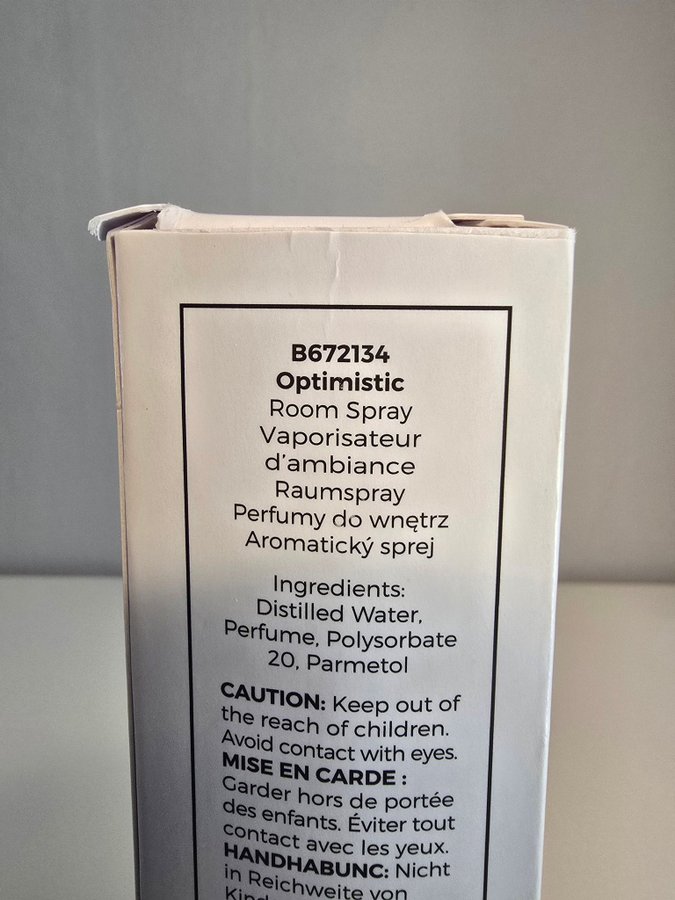 B672134
Optimistic
Room Spray
Vaporisateur
d'ambiance
Raumspray
Perfumy do wnętrz
Aromatický sprej
Ingredients:
Distilled Water,
Perfume, Polysorbate
20, Parmetol
CAUTION: Keep out of
the reach of children.
Avoid contact with eyes.
MISE EN CARDE :
Garder hors de portée
des enfants. Éviter tout
contact avec les yeux.
HANDHABUNC: Nicht
in Reichweite von